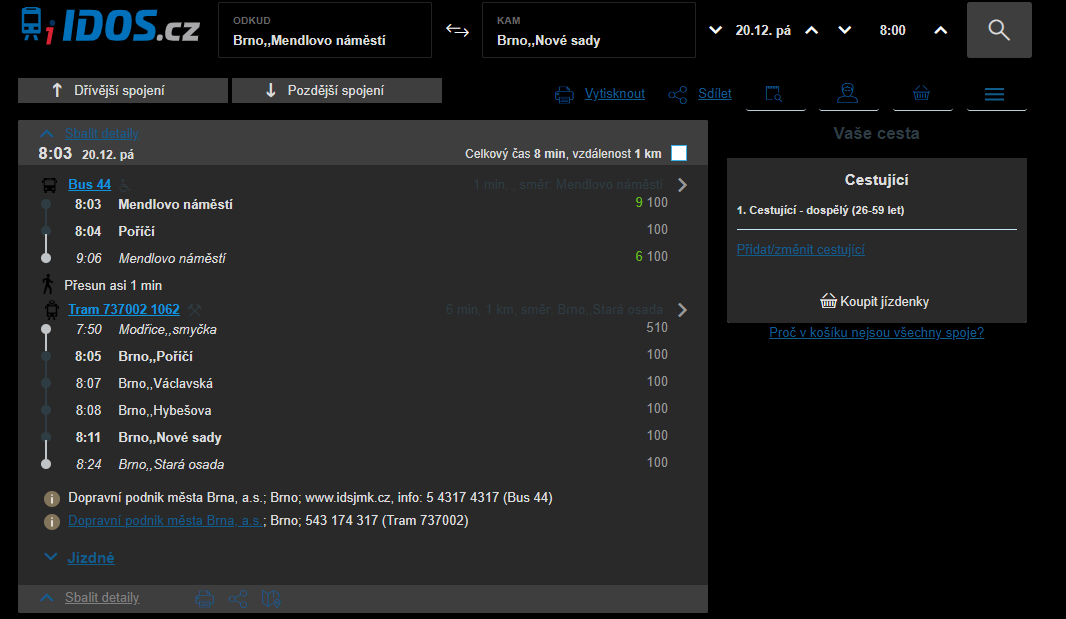 IDOS.cz
ODKUD
Brno,,Mendlovo náměstí
KAM
Brno,,Nové sady
20.12. pá
8:00
Dřívější spojení
Pozdější spojení
Vytisknout
Sdílet
Sbalit detaily
8:03 20.12. pá
Celkový čas 8 min, vzdálenost 1 km
Bus 44
1 min, , směr. Mendlovo náměstí
8:03 Mendlovo náměstí 9 100
8:04 Poříčí 100
9:06 Mendlovo náměstí 6 100
Přesun asi 1 min
Tram 737002 1062
6 min, 1 km, směr. Brno,,Stará osada
7:50 Modřice,,smyčka 510
8:05 Brno,,Poříčí 100
8:07 Brno,,Václavská 100
8:08 Brno,,Hybešova 100
8:11 Brno,,Nové sady 100
8:24 Brno,,Stará osada 100
Dopravní podnik města Brna, a.s.; Brno; www.idsjmk.cz, info: 5 4317 4317 (Bus 44)
Dopravní podnik města Brna, a.s.; Brno; 543 174 317 (Tram 737002)
Jízdné
Sbalit detaily
Vaše cesta
Cestující
1. Cestující - dospělý (26-59 let)
Přidat/změnit cestující
Koupit jízdenky
Proč v košíku nejsou všechny spoje?